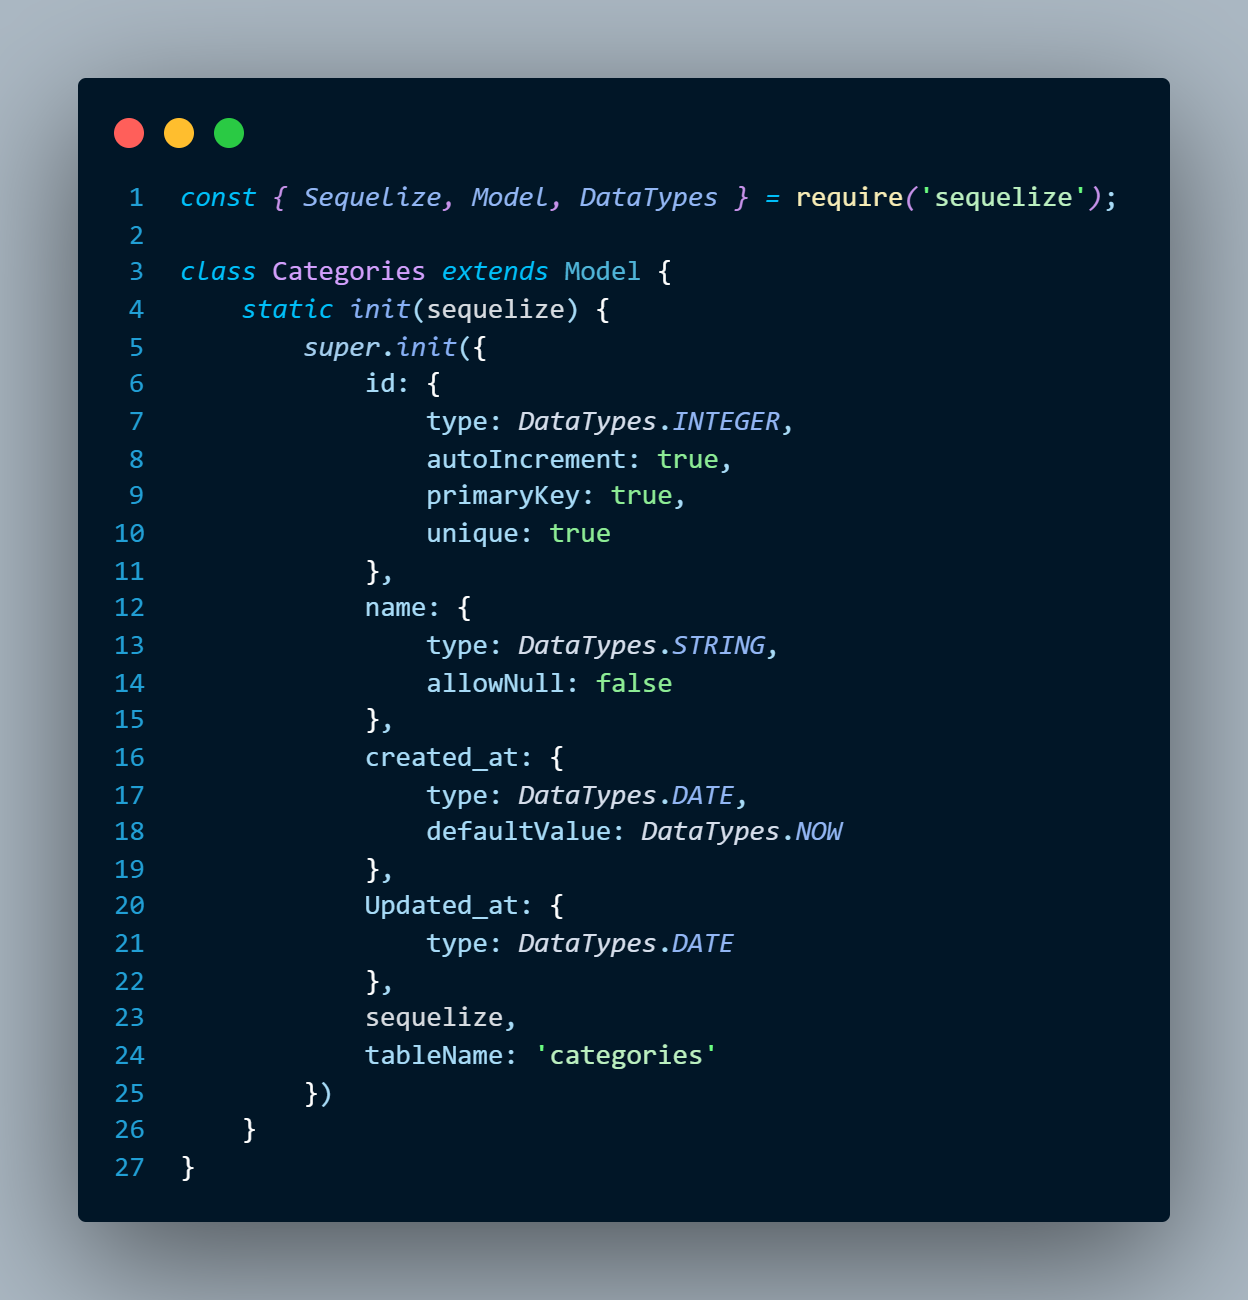 1 const { Sequelize, Model, DataTypes } = require('sequelize');
2
3 class Categories extends Model {
4     static init(sequelize) {
5         super.init({
6             id: {
7                 type: DataTypes.INTEGER,
8                 autoIncrement: true,
9                 primaryKey: true,
10                 unique: true
11             },
12             name: {
13                 type: DataTypes.STRING,
14                 allowNull: false
15             },
16             created_at: {
17                 type: DataTypes.DATE,
18                 defaultValue: DataTypes.NOW
19             },
20             Updated_at: {
21                 type: DataTypes.DATE
22             },
23             sequelize,
24             tableName: 'categories'
25         })
26     }
27 }